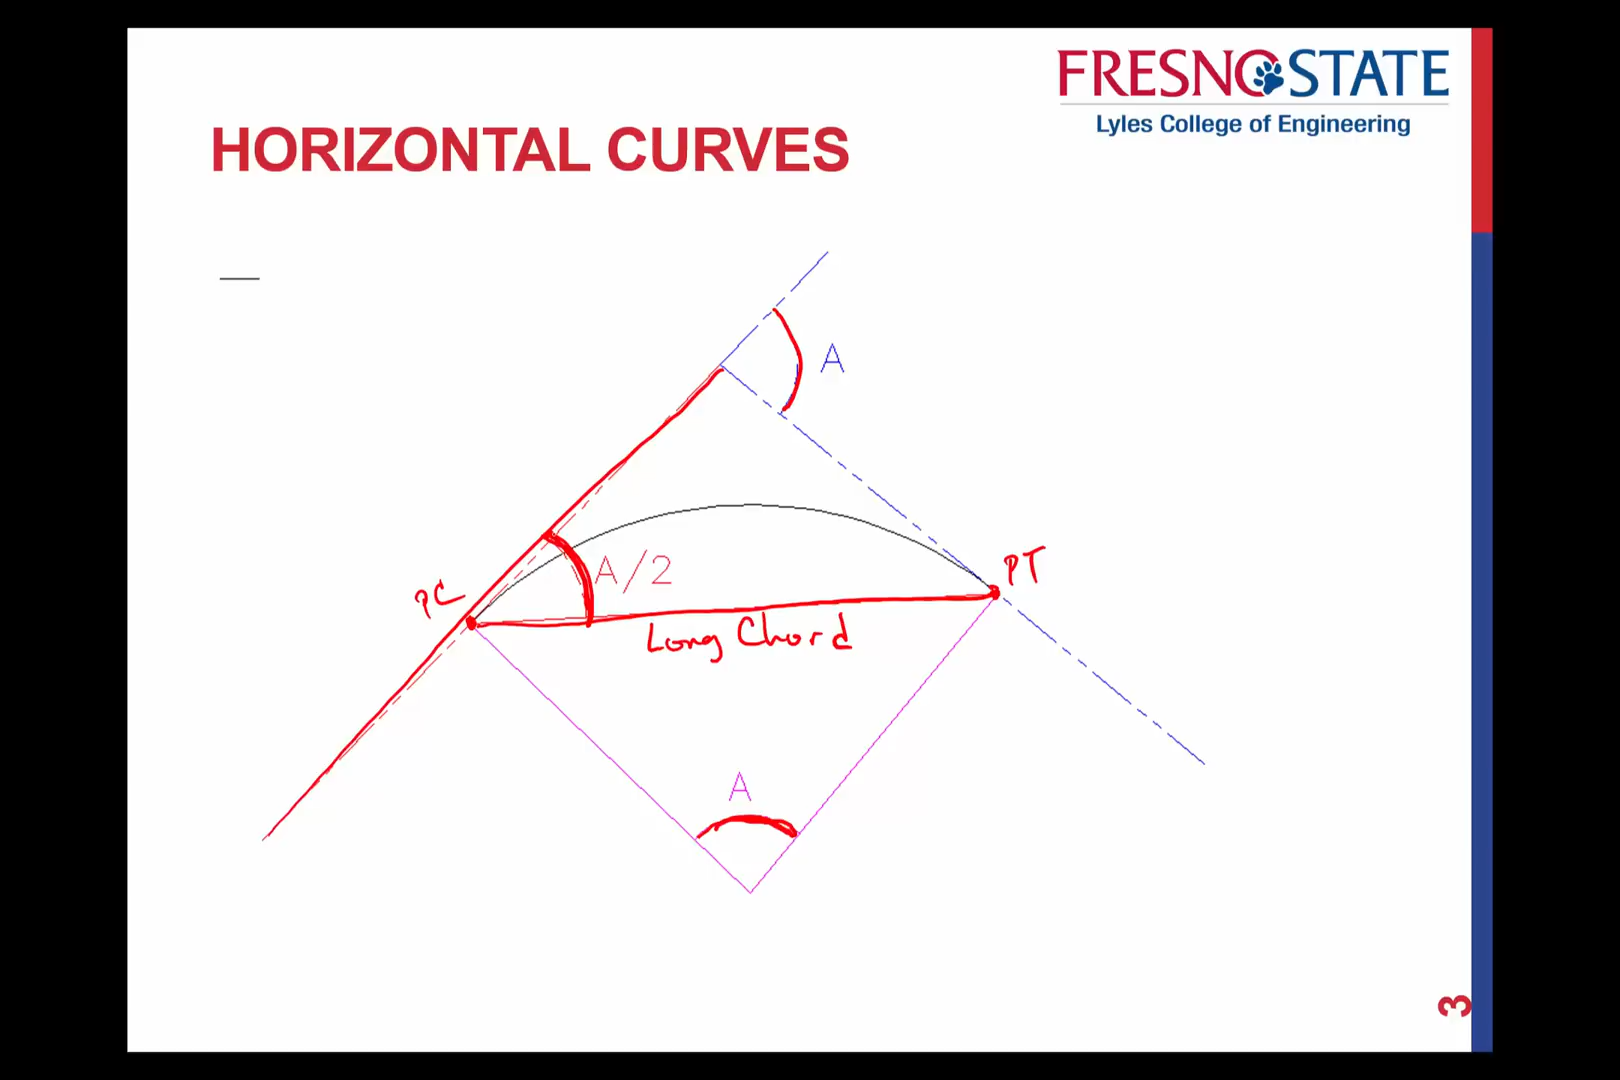 FRESNO STATE
Lyles College of Engineering
HORIZONTAL CURVES
A
A/2
PC
PT
Long Chord
A
3